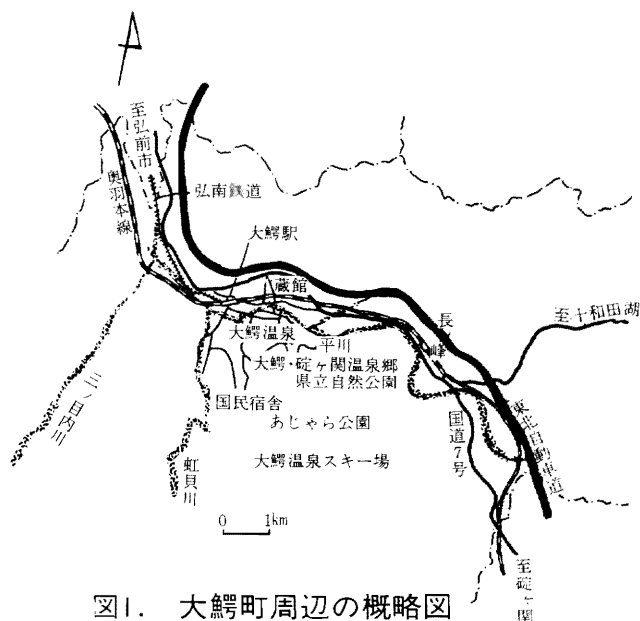 至弘前市
奥羽本線
弘南鉄道
大鰐駅
蔵館
大鰐温泉
平川
長峰
至十和田湖
大鰐・碇ヶ関温泉郷
県立自然公園
国民宿舎
あじゃら公園
三ノ目内川
虹貝川
大鰐温泉スキー場
国道7号
東北自動車道
0 1km
至碇ヶ関
図1. 大鰐町周辺の概略図